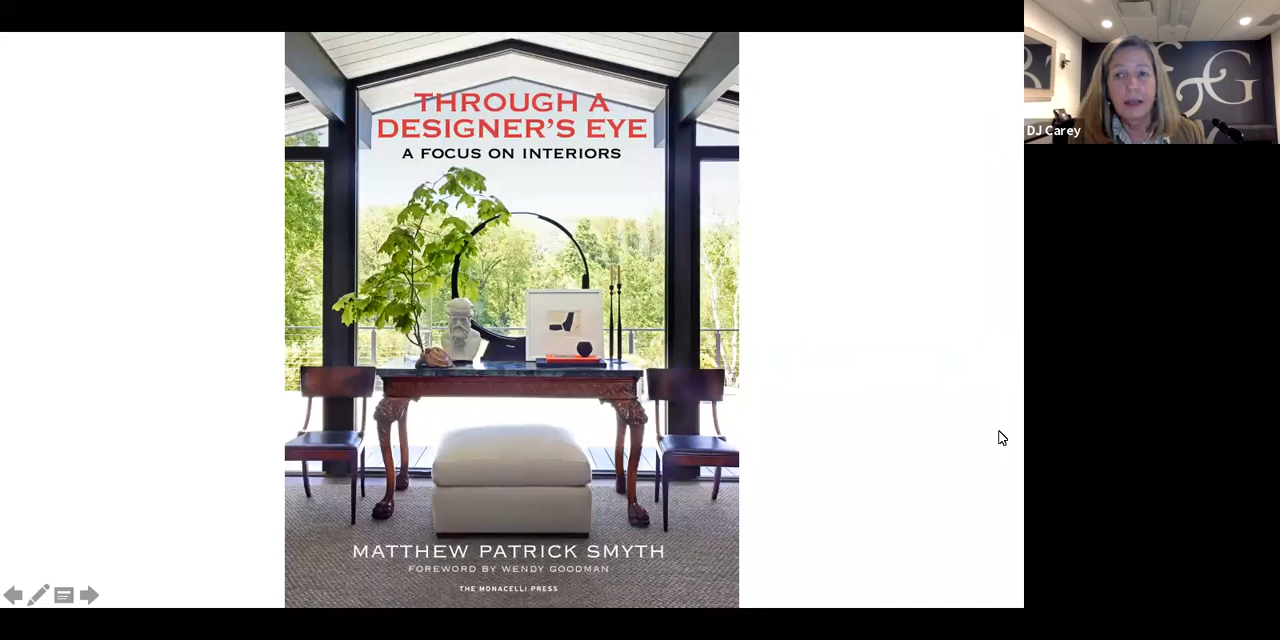 THROUGH A
DESIGNER'S EYE
A FOCUS ON INTERIORS
MATTHEW PATRICK SMYTH
FOREWORD BY WENDY GOODMAN
THE MONACELLI PRESS
&G
DJ Carey